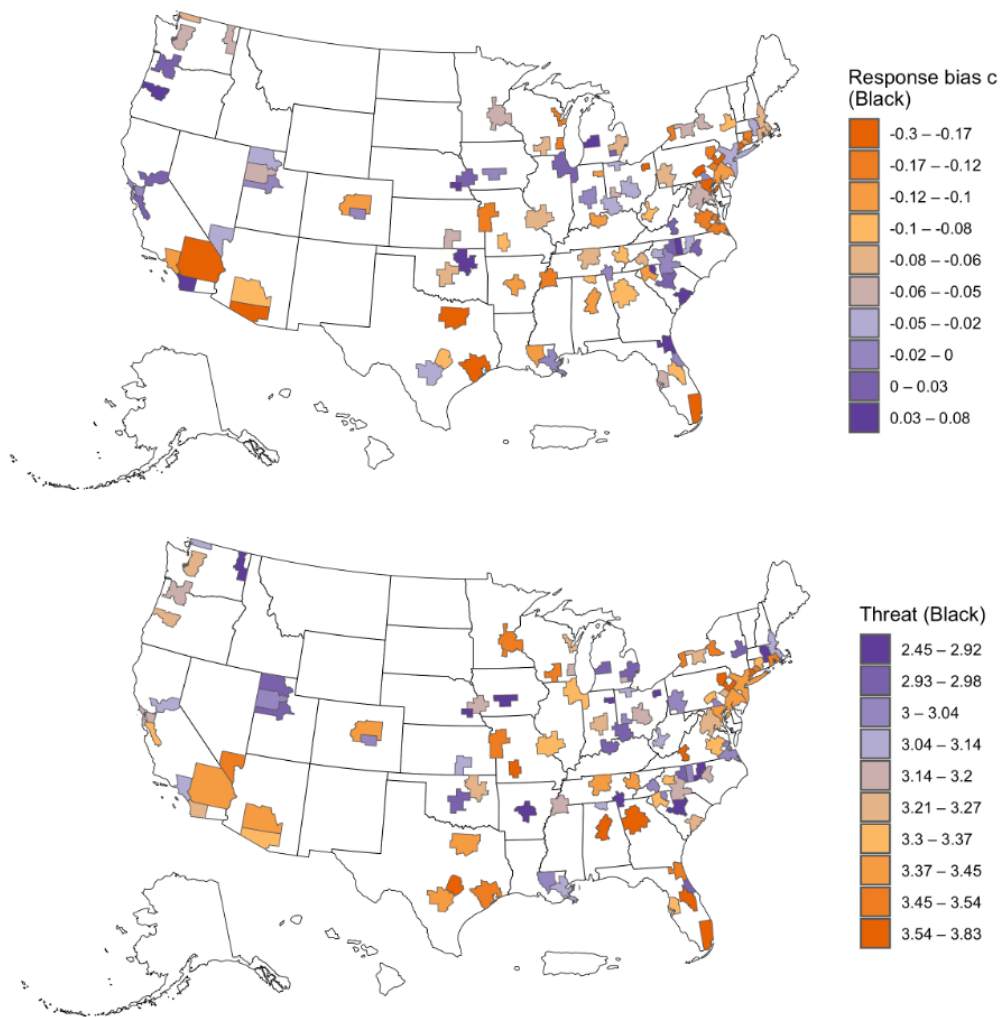 Response bias c
(Black)
-0.3 – -0.17
-0.17 – -0.12
-0.12 – -0.1
-0.1 – -0.08
-0.08 – -0.06
-0.06 – -0.05
-0.05 – -0.02
-0.02 – 0
0 – 0.03
0.03 – 0.08
Threat (Black)
2.45 – 2.92
2.93 – 2.98
3 – 3.04
3.04 – 3.14
3.14 – 3.2
3.21 – 3.27
3.3 – 3.37
3.37 – 3.45
3.45 – 3.54
3.54 – 3.83